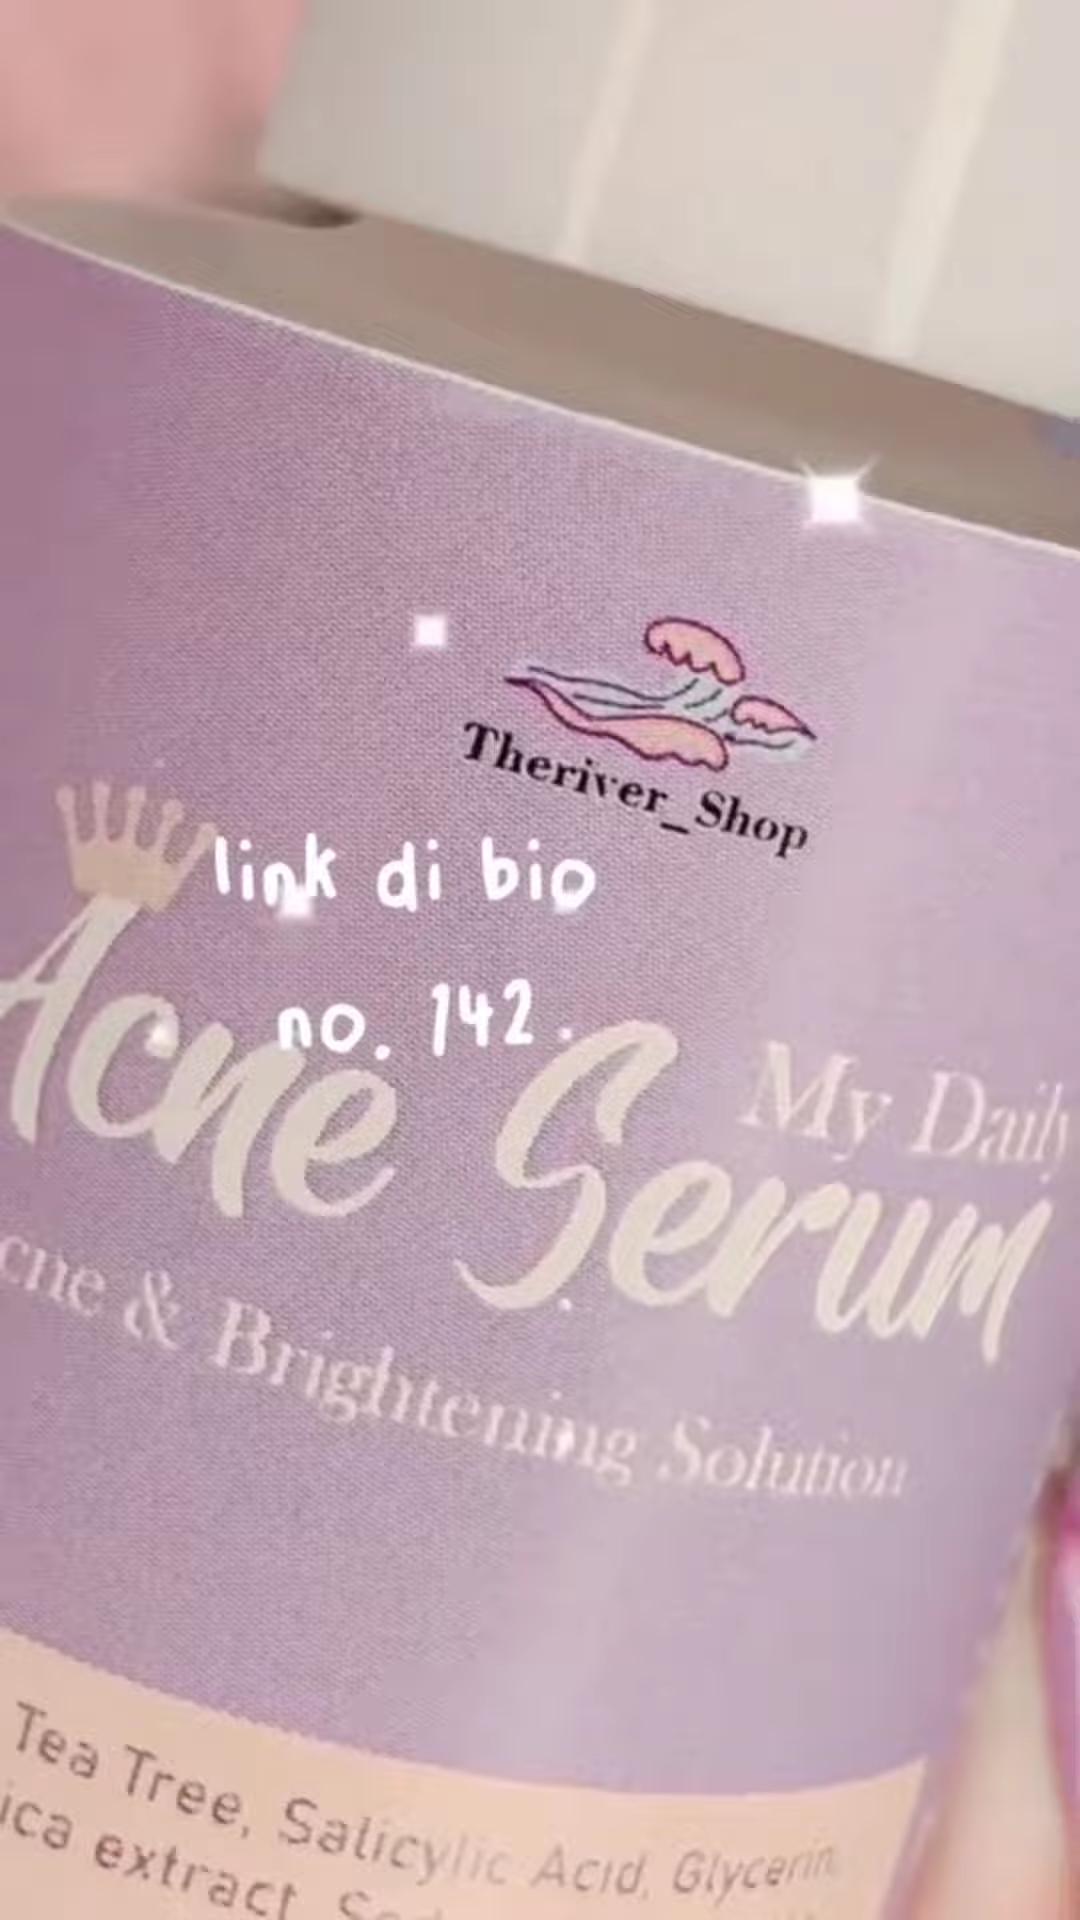 Theriver_Shop
link di bio
no. 142.
My Daily
Acne Serum
cne & Brightening Solution
Tea Tree, Salicylic Acid, Glycerin,
extract,